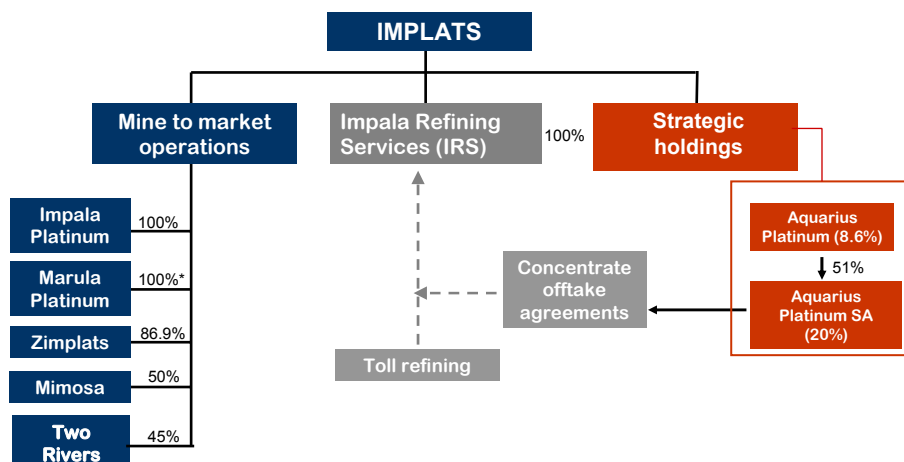 IMPLATS
Mine to market
operations
Impala Refining
Services (IRS)
100%
Strategic
holdings
Impala
Platinum
100%
Marula
Platinum
100%*
Zimplats
86.9%
Mimosa
50%
Two
Rivers
45%
Concentrate
offtake
agreements
Toll refining
Aquarius
Platinum (8.6%)
51%
Aquarius
Platinum SA
(20%)